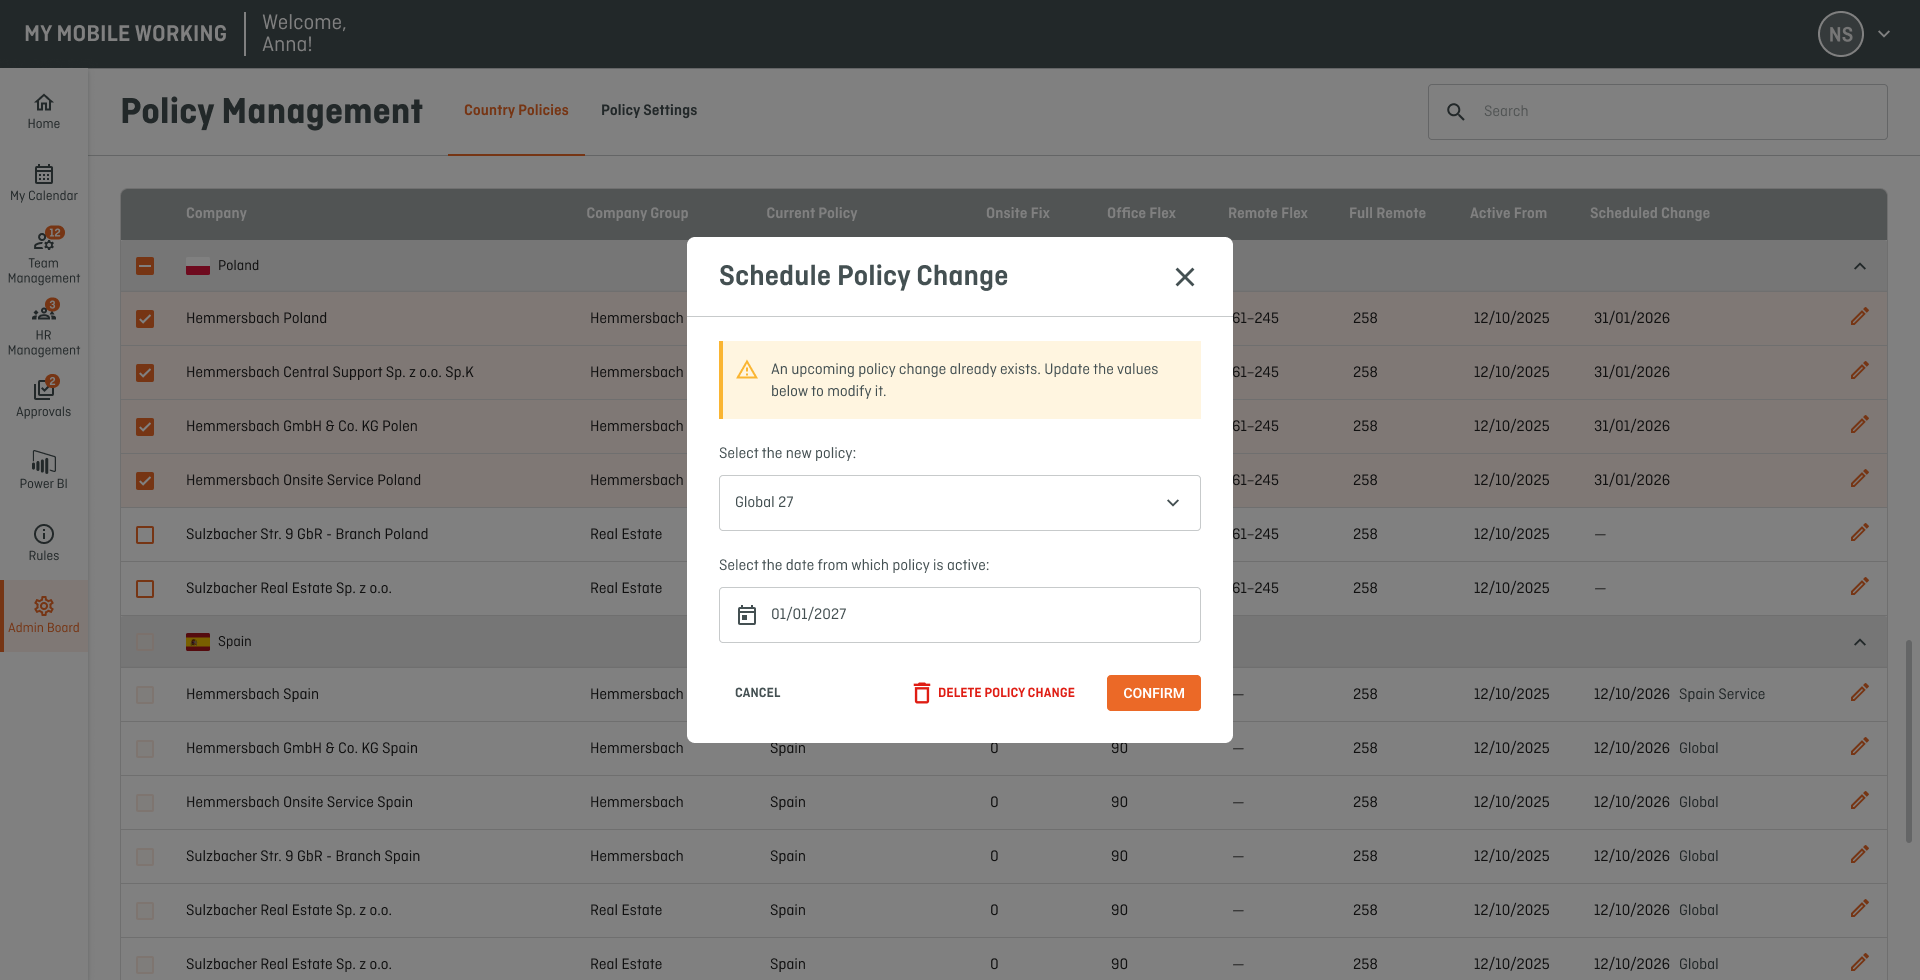 MY MOBILE WORKING
Welcome,
Anna!
NS
Home
My Calendar
12
Team
Management
3
HR
Management
2
Approvals
Power BI
Rules
Admin Board
Policy Management
Country Policies
Policy Settings
Search
Company Company Group Current Policy Onsite Fix Office Flex Remote Flex Full Remote Active From Scheduled Change
Poland
Hemmersbach Poland Hemmersbach 61–245 258 12/10/2025 31/01/2026
Hemmersbach Central Support Sp. z o.o. Sp.K Hemmersbach 61–245 258 12/10/2025 31/01/2026
Hemmersbach GmbH & Co. KG Polen Hemmersbach 61–245 258 12/10/2025 31/01/2026
Hemmersbach Onsite Service Poland Hemmersbach 61–245 258 12/10/2025 31/01/2026
Sulzbacher Str. 9 GbR - Branch Poland Real Estate 61–245 258 12/10/2025 —
Sulzbacher Real Estate Sp. z o.o. Real Estate 61–245 258 12/10/2025 —
Spain
Hemmersbach Spain Hemmersbach — 258 12/10/2025 12/10/2026 Spain Service
Hemmersbach GmbH & Co. KG Spain Hemmersbach Spain 0 90 — 258 12/10/2025 12/10/2026 Global
Hemmersbach Onsite Service Spain Hemmersbach Spain 0 90 — 258 12/10/2025 12/10/2026 Global
Sulzbacher Str. 9 GbR - Branch Spain Hemmersbach Spain 0 90 — 258 12/10/2025 12/10/2026 Global
Sulzbacher Real Estate Sp. z o.o. Real Estate Spain 0 90 — 258 12/10/2025 12/10/2026 Global
Sulzbacher Real Estate Sp. z o.o. Real Estate Spain 0 90 — 258 12/10/2025 12/10/2026 Global
Schedule Policy Change
An upcoming policy change already exists. Update the values
below to modify it.
Select the new policy:
Global 27
Select the date from which policy is active:
01/01/2027
CANCEL
DELETE POLICY CHANGE
CONFIRM